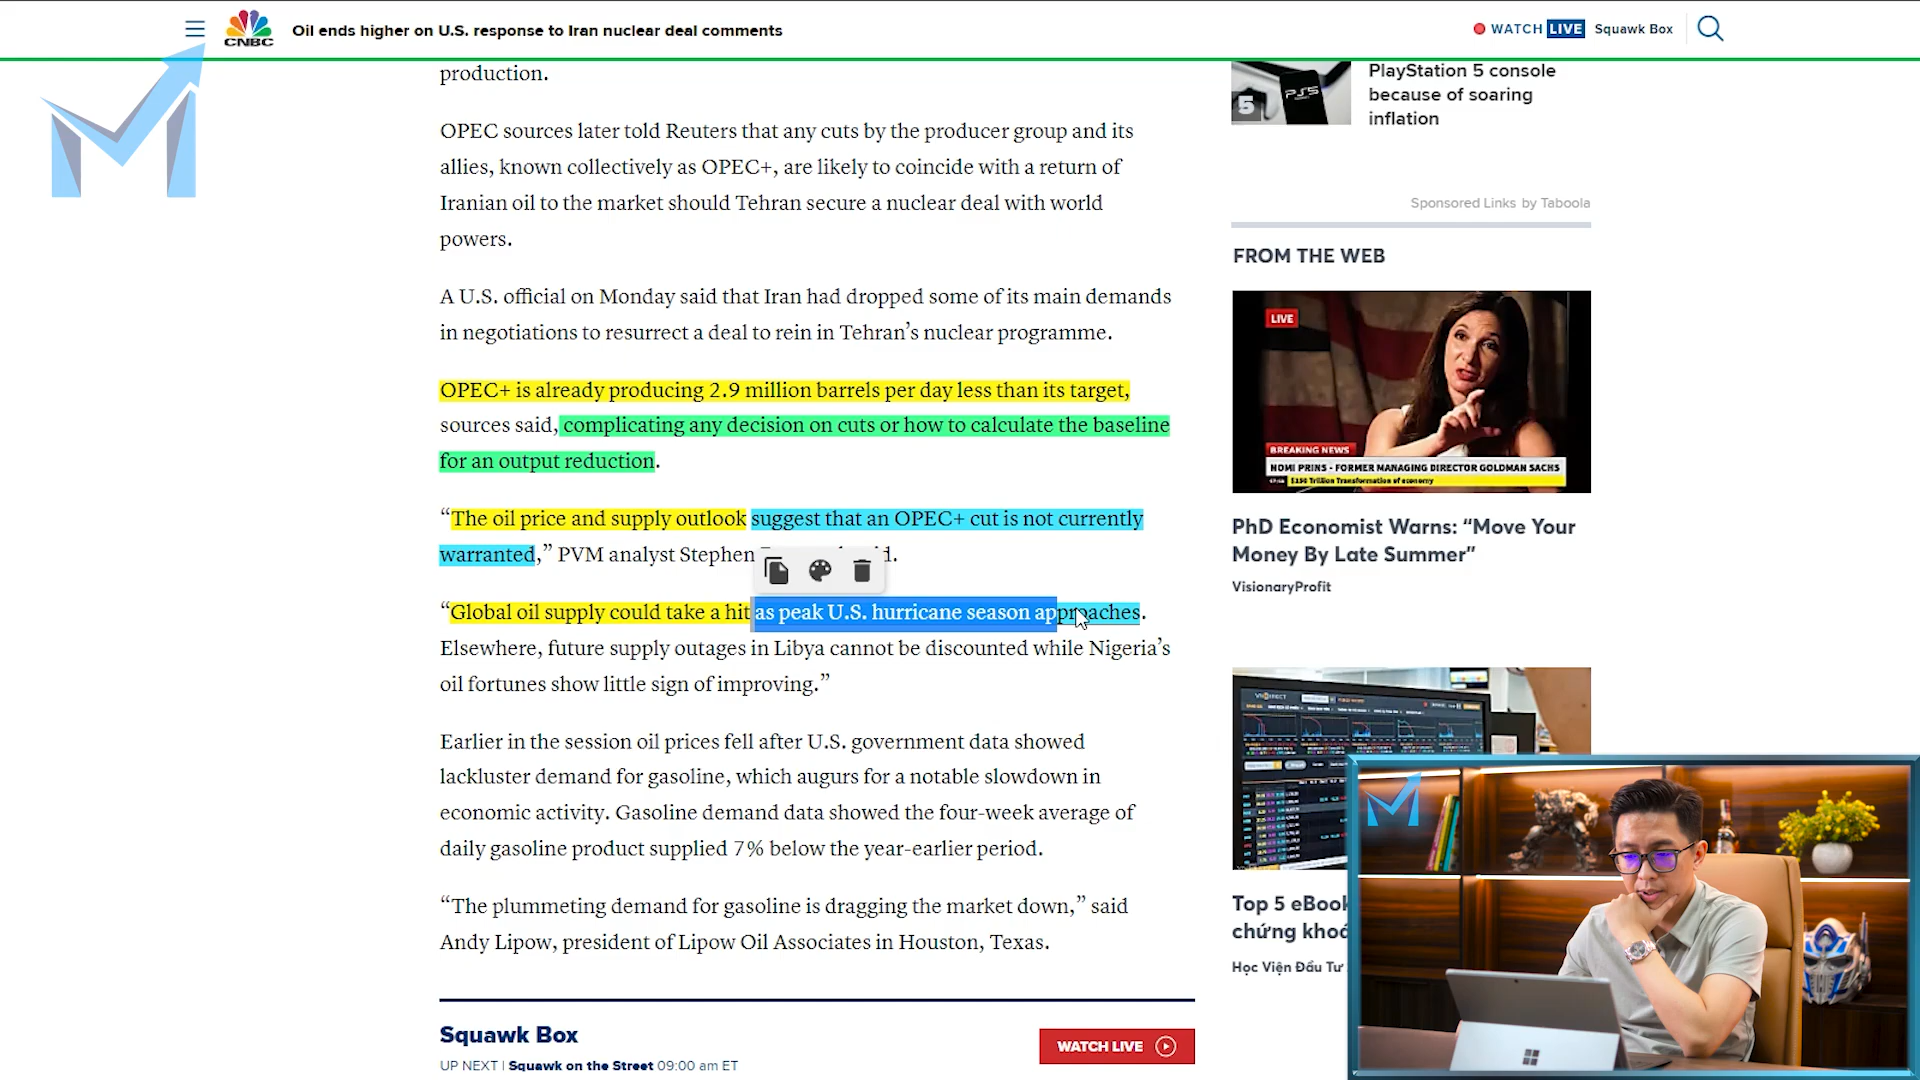 CNBC
Oil ends higher on U.S. response to Iran nuclear deal comments
WATCH LIVE Squawk Box
production.
OPEC sources later told Reuters that any cuts by the producer group and its
allies, known collectively as OPEC+, are likely to coincide with a return of
Iranian oil to the market should Tehran secure a nuclear deal with world
powers.
A U.S. official on Monday said that Iran had dropped some of its main demands
in negotiations to resurrect a deal to rein in Tehran’s nuclear programme.
OPEC+ is already producing 2.9 million barrels per day less than its target,
sources said, complicating any decision on cuts or how to calculate the baseline
for an output reduction.
“The oil price and supply outlook suggest that an OPEC+ cut is not currently
warranted,” PVM analyst Stephen
“Global oil supply could take a hit as peak U.S. hurricane season approaches.
Elsewhere, future supply outages in Libya cannot be discounted while Nigeria’s
oil fortunes show little sign of improving.”
Earlier in the session oil prices fell after U.S. government data showed
lackluster demand for gasoline, which augurs for a notable slowdown in
economic activity. Gasoline demand data showed the four-week average of
daily gasoline product supplied 7% below the year-earlier period.
“The plummeting demand for gasoline is dragging the market down,” said
Andy Lipow, president of Lipow Oil Associates in Houston, Texas.
Squawk Box
UP NEXT | Squawk on the Street 09:00 am ET
WATCH LIVE
5
PS5
PlayStation 5 console
because of soaring
inflation
Sponsored Links by Taboola
FROM THE WEB
LIVE
BREAKING NEWS
NOMI PRINS - FORMER MANAGING DIRECTOR GOLDMAN SACHS
$150 Trillion Transformation of economy
PhD Economist Warns: “Move Your
Money By Late Summer”
VisionaryProfit
VNDIRECT
Top 5 eBook
chứng khoá
Học Viện Đầu Tư